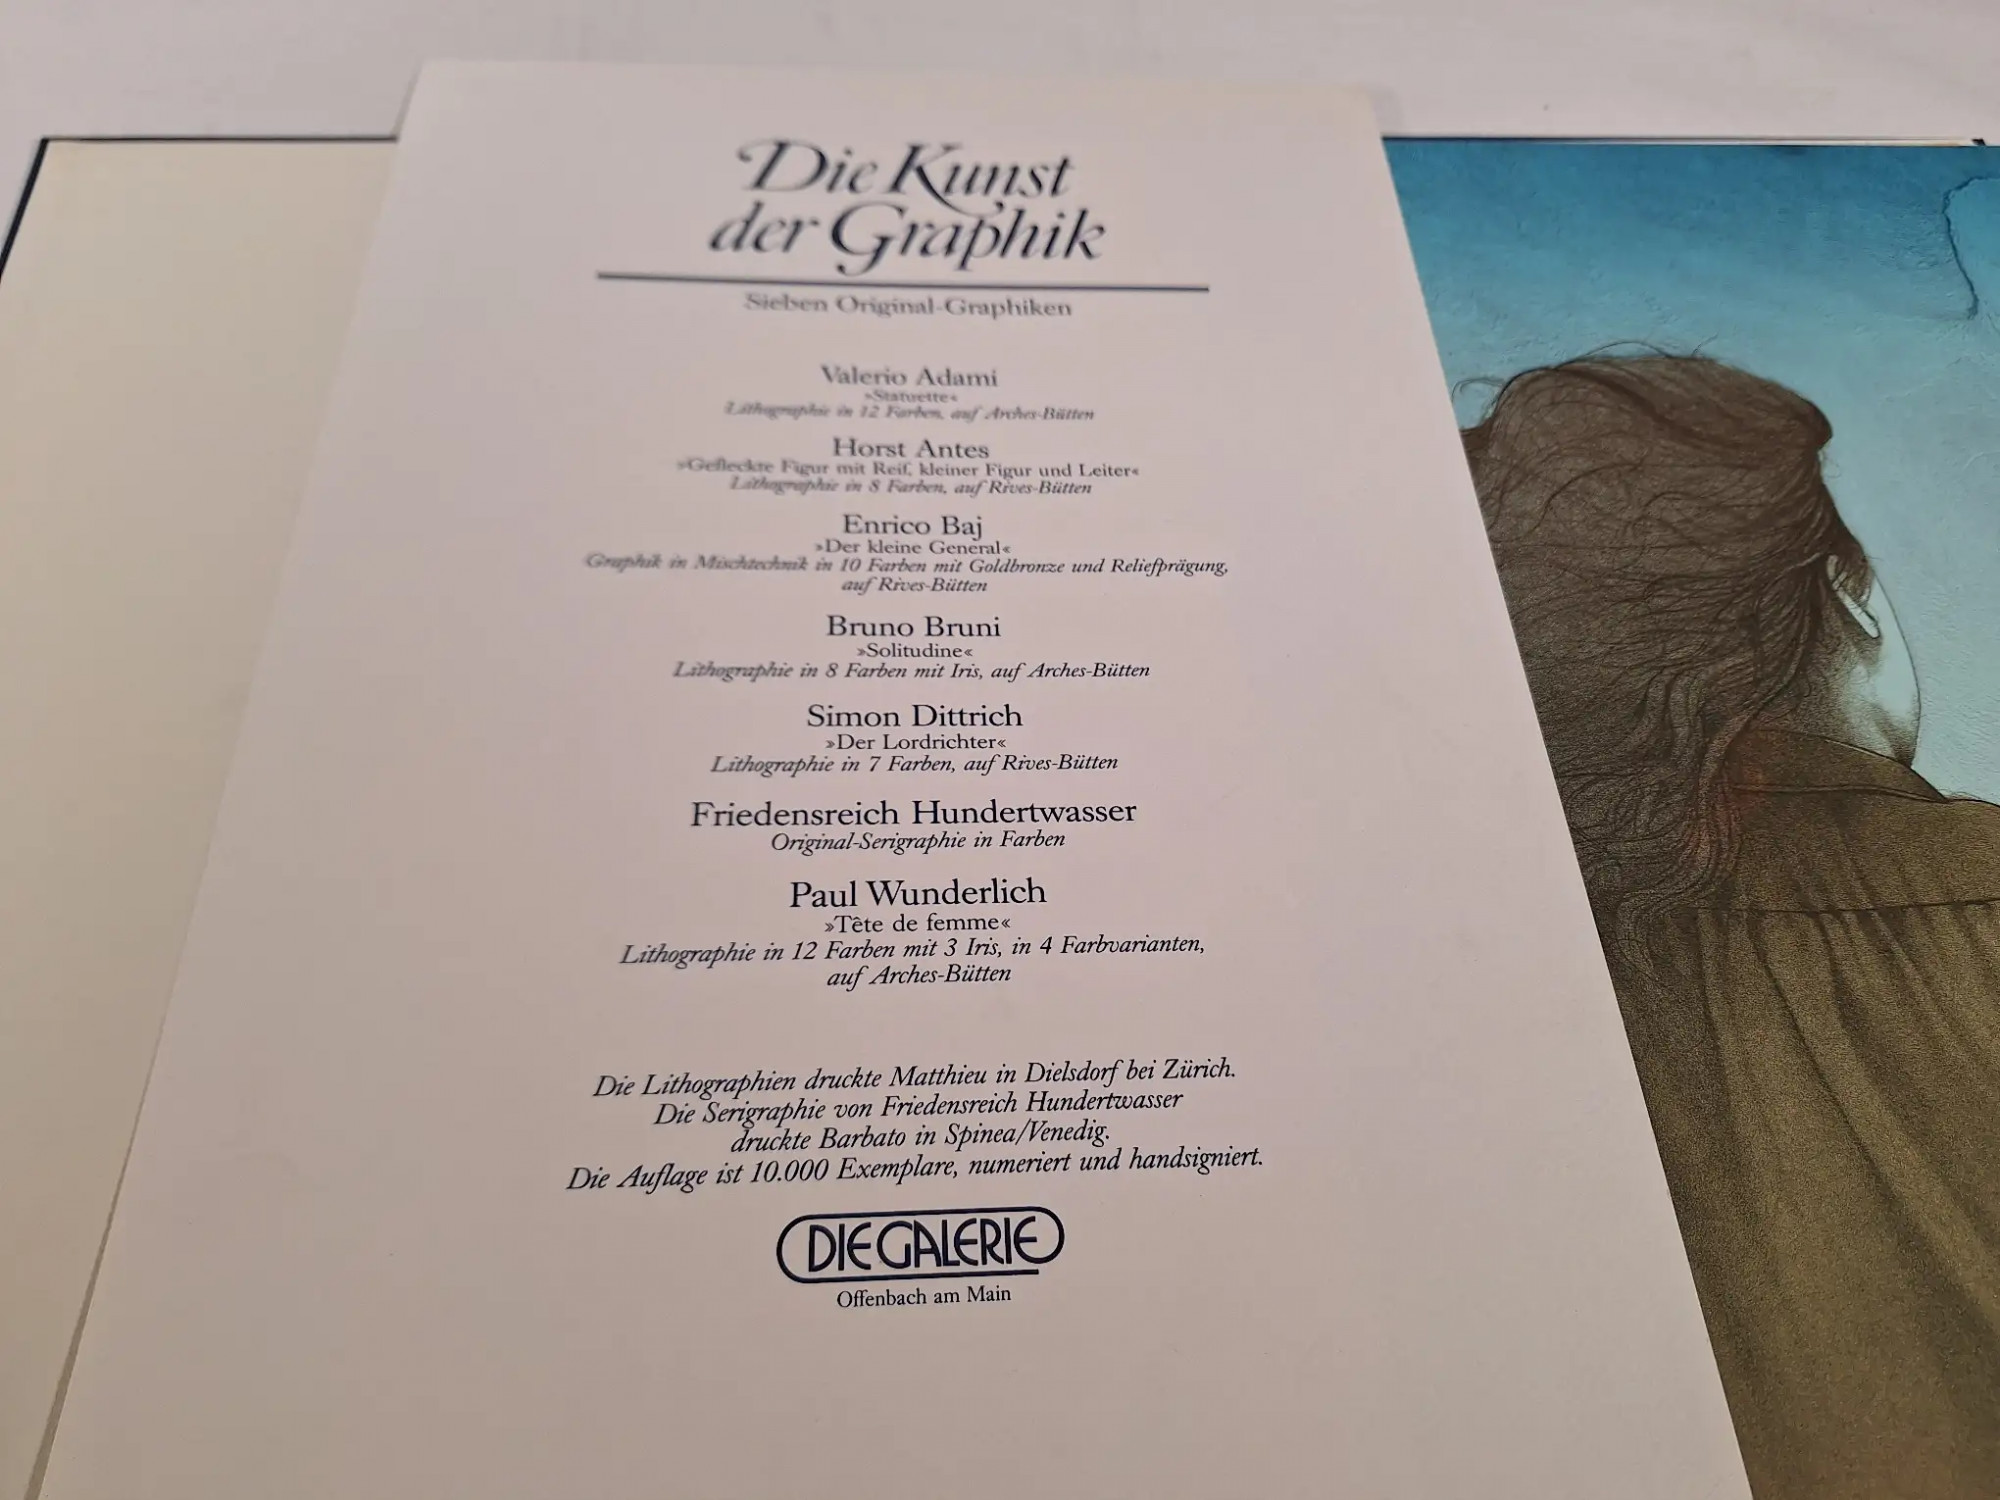 Die Kunst
der Graphik
Sieben Original-Graphiken
Valerio Adami
»Statuette«
Lithographie in 12 Farben, auf Arches-Bütten
Horst Antes
»Gefleckte Figur mit Reif, kleiner Figur und Leiter«
Lithographie in 8 Farben, auf Rives-Bütten
Enrico Baj
»Der kleine General«
Graphik in Mischtechnik in 10 Farben mit Goldbronze und Reliefprägung,
auf Rives-Bütten
Bruno Bruni
»Solitudine«
Lithographie in 8 Farben mit Iris, auf Arches-Bütten
Simon Dittrich
»Der Lordrichter«
Lithographie in 7 Farben, auf Rives-Bütten
Friedensreich Hundertwasser
Original-Serigraphie in Farben
Paul Wunderlich
»Tête de femme«
Lithographie in 12 Farben mit 3 Iris, in 4 Farbvarianten,
auf Arches-Bütten
Die Lithographien druckte Matthieu in Dielsdorf bei Zürich.
Die Serigraphie von Friedensreich Hundertwasser
druckte Barbato in Spinea/Venedig.
Die Auflage ist 10.000 Exemplare, numeriert und handsigniert.
DIE GALERIE
Offenbach am Main